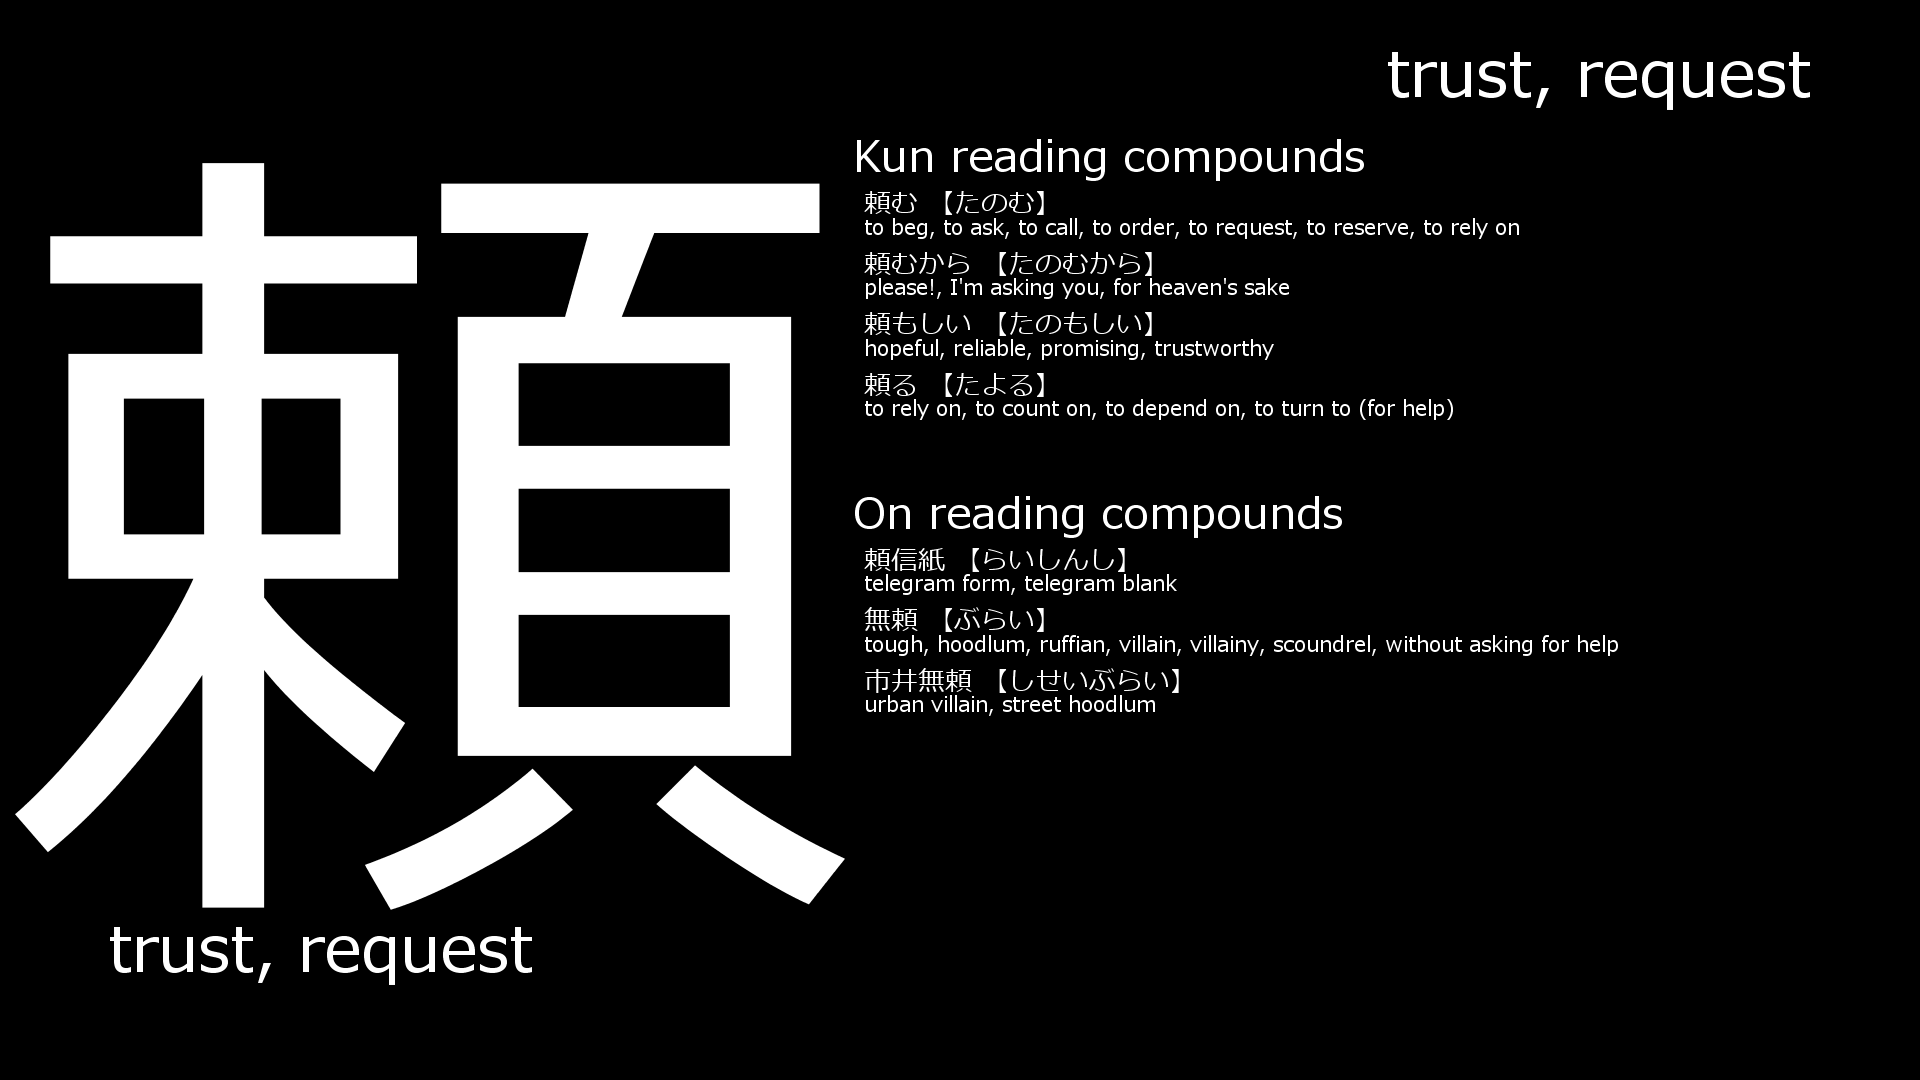 trust, request
頼
trust, request
Kun reading compounds
頼む 【たのむ】
to beg, to ask, to call, to order, to request, to reserve, to rely on
頼むから 【たのむから】
please!, I'm asking you, for heaven's sake
頼もしい 【たのもしい】
hopeful, reliable, promising, trustworthy
頼る 【たよる】
to rely on, to count on, to depend on, to turn to (for help)
On reading compounds
頼信紙 【らいしんし】
telegram form, telegram blank
無頼 【ぶらい】
tough, hoodlum, ruffian, villain, villainy, scoundrel, without asking for help
市井無頼 【しせいぶらい】
urban villain, street hoodlum